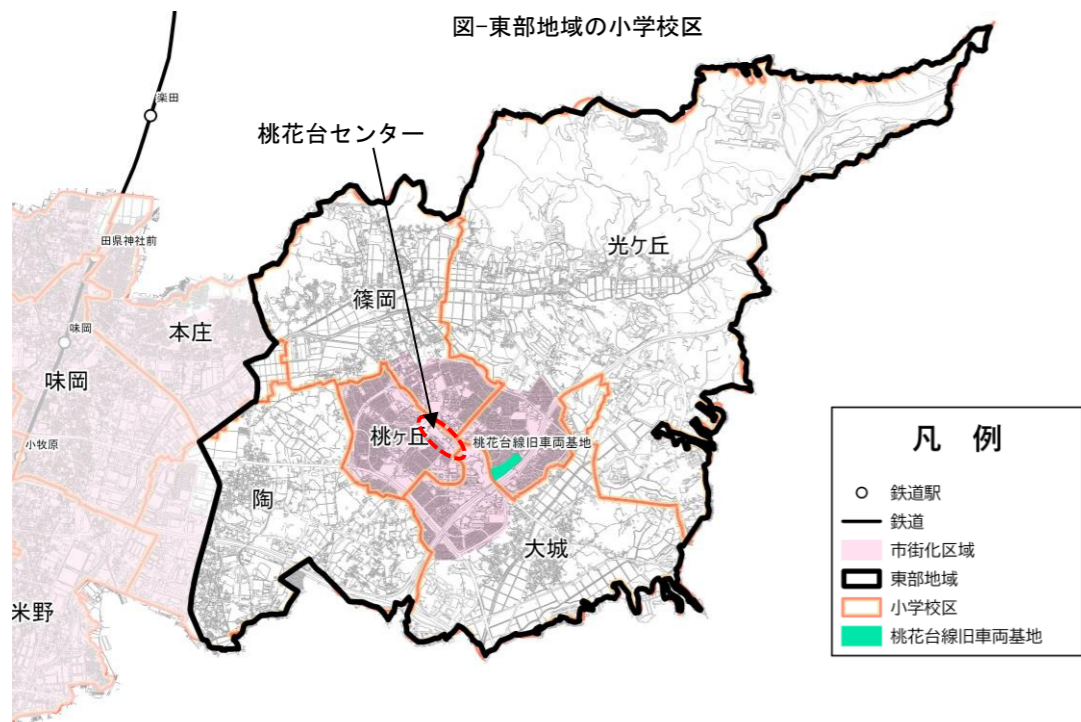 図-東部地域の小学校区
楽田
桃花台センター
田県神社前
光ケ丘
篠岡
本庄
味岡
味岡
桃ケ丘
桃花台線旧車両基地
小牧原
陶
大城
米野
凡 例
鉄道駅
鉄道
市街化区域
東部地域
小学校区
桃花台線旧車両基地